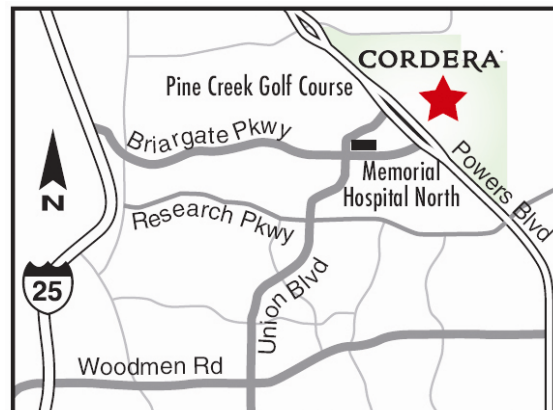 CORDERA
Pine Creek Golf Course
Briargate Pkwy
Memorial
Hospital North
Powers Blvd
Research Pkwy
N
25
Union Blvd
Woodmen Rd